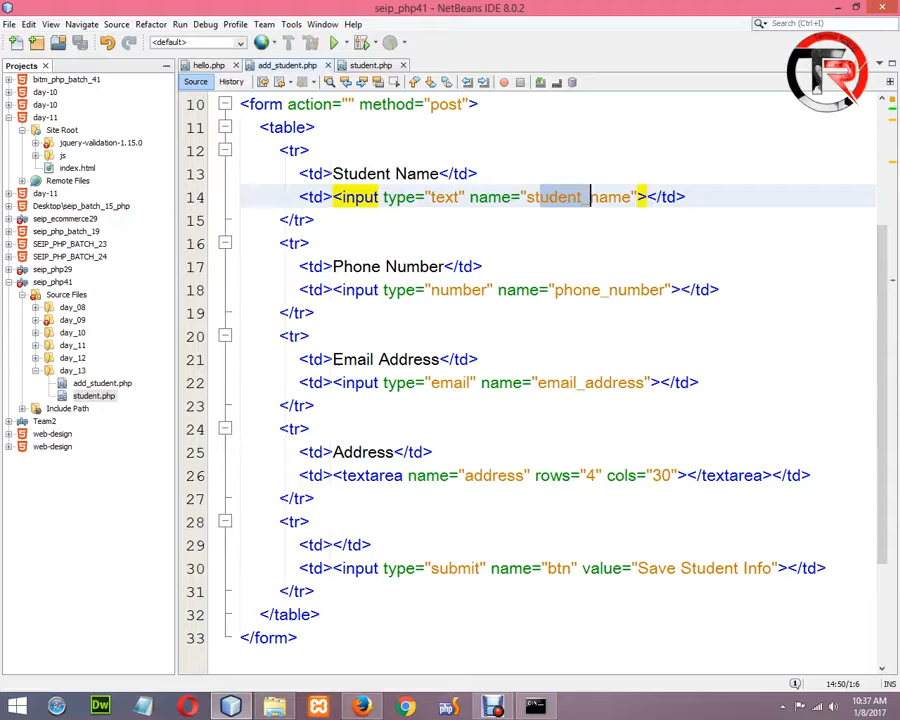 seip_php41 - NetBeans IDE 8.0.2
File Edit View Navigate Source Refactor Run Debug Profile Team Tools Window Help
Search (Ctrl+I)
<default>
Projects
hello.php
add_student.php
student.php
Source
History
bitm_php_batch_41
day-10
day-10
day-11
Site Root
jquery-validation-1.15.0
js
index.html
Remote Files
day-11
Desktop\seip_batch_15_php
seip_ecommerce29
seip_php_batch_19
SEIP_PHP_BATCH_23
SEIP_PHP_BATCH_24
seip_php29
seip_php41
Source Files
day_08
day_09
day_10
day_11
day_12
day_13
add_student.php
student.php
Include Path
Team2
web-design
web-design
10 <form action="" method="post">
11 <table>
12 <tr>
13 <td>Student Name</td>
14 <td><input type="text" name="student_name"></td>
15 </tr>
16 <tr>
17 <td>Phone Number</td>
18 <td><input type="number" name="phone_number"></td>
19 </tr>
20 <tr>
21 <td>Email Address</td>
22 <td><input type="email" name="email_address"></td>
23 </tr>
24 <tr>
25 <td>Address</td>
26 <td><textarea name="address" rows="4" cols="30"></textarea></td>
27 </tr>
28 <tr>
29 <td></td>
30 <td><input type="submit" name="btn" value="Save Student Info"></td>
31 </tr>
32 </table>
33 </form>
14:50/1:6
INS
Dw
php
10:37 AM
1/8/2017